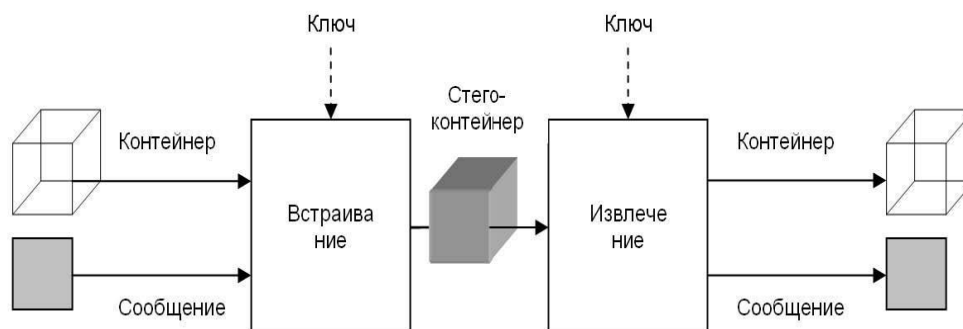 Ключ
Ключ
Стего-
контейнер
Контейнер
Контейнер
Встраива
ние
Извлече
ние
Сообщение
Сообщение